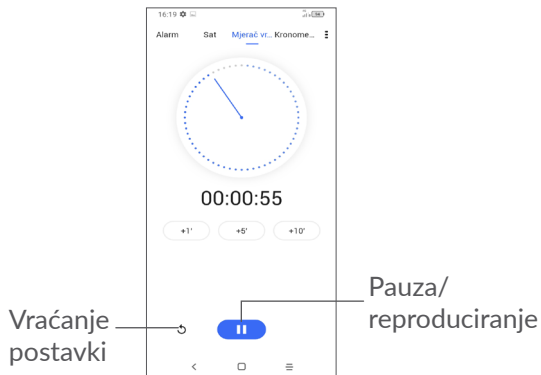 16:19
Alarm Sat Mjerač vr... Kronome...
00:00:55
+1' +5' +10'
Pauza/
reproduciranje
Vraćanje
postavki